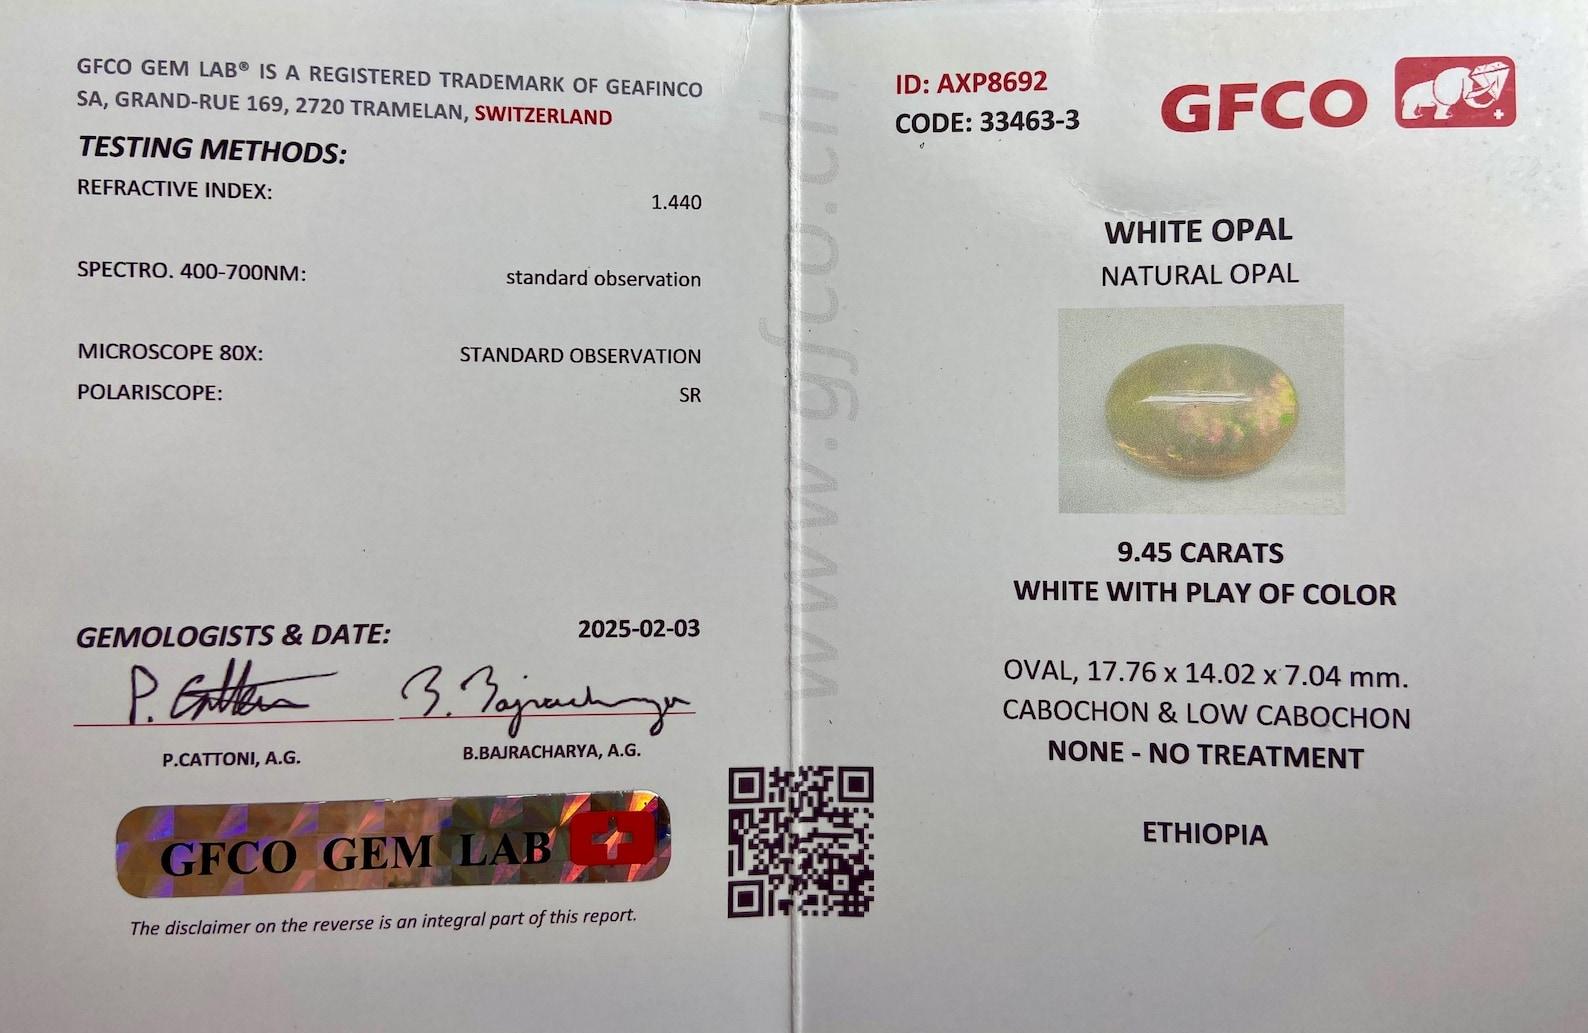 GFCO GEM LAB® IS A REGISTERED TRADEMARK OF GEAFINCO
SA, GRAND-RUE 169, 2720 TRAMELAN, SWITZERLAND
TESTING METHODS:
REFRACTIVE INDEX: 1.440
SPECTRO. 400-700NM: standard observation
MICROSCOPE 80X: STANDARD OBSERVATION
POLARISCOPE: SR
GEMOLOGISTS & DATE: 2025-02-03
P. Cattoni B. Bajracharya
P.CATTONI, A.G. B.BAJRACHARYA, A.G.
GFCO GEM LAB
The disclaimer on the reverse is an integral part of this report.
www.gfco.ch
ID: AXP8692
CODE: 33463-3
GFCO
WHITE OPAL
NATURAL OPAL
9.45 CARATS
WHITE WITH PLAY OF COLOR
OVAL, 17.76 x 14.02 x 7.04 mm.
CABOCHON & LOW CABOCHON
NONE - NO TREATMENT
ETHIOPIA